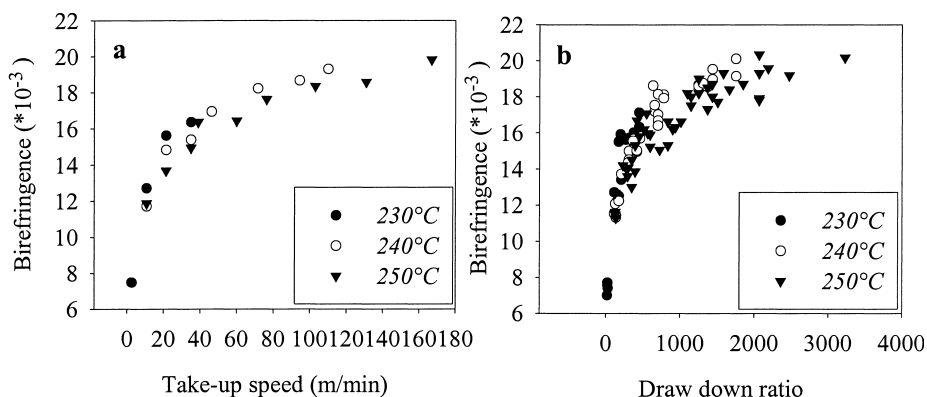 a
Birefringence (*10-3 )
22
20
18
16
14
12
10
8
6
0 20 40 60 80 100120140160180
Take-up speed (m/min)
230°C
240°C
250°C
b
Birefringence (*10-3)
22
20
18
16
14
12
10
8
6
0 1000 2000 3000 4000
Draw down ratio
230°C
240°C
250°C